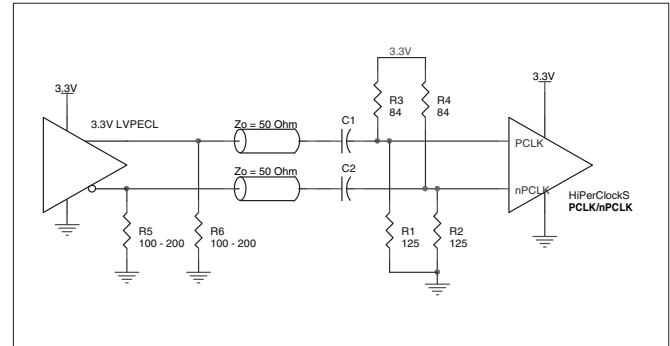 3.3V
3.3V
3.3V
3.3V LVPECL
Zo = 50 Ohm
C1
R3
84
R4
84
PCLK
Zo = 50 Ohm
C2
nPCLK
HiPerClockS
PCLK/nPCLK
R5
100 - 200
R6
100 - 200
R1
125
R2
125